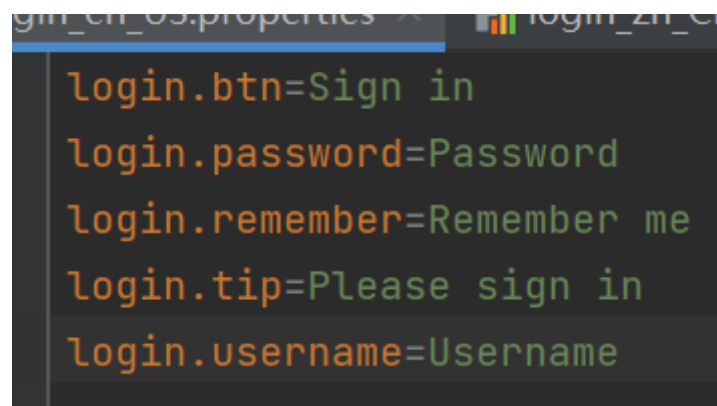 login.btn=Sign in
login.password=Password
login.remember=Remember me
login.tip=Please sign in
login.username=Username